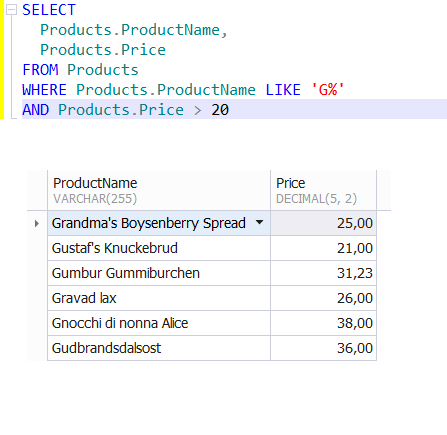 SELECT
Products.ProductName,
Products.Price
FROM Products
WHERE Products.ProductName LIKE 'G%'
AND Products.Price > 20
ProductName Price
VARCHAR(255) DECIMAL(5, 2)
Grandma's Boysenberry Spread 25,00
Gustaf's Knuckebrud 21,00
Gumbur Gummiburchen 31,23
Gravad lax 26,00
Gnocchi di nonna Alice 38,00
Gudbrandsdalsost 36,00